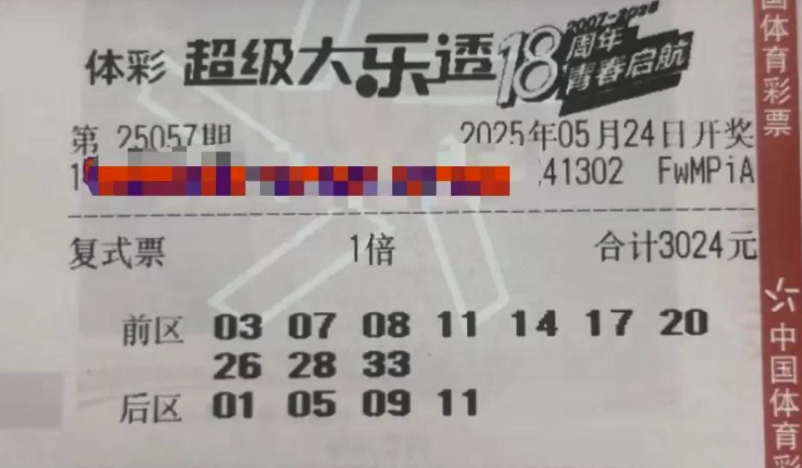 体彩 超级大乐透 18周年 2007-2025
青春启航
第 25057期 2025年05月24日开奖
41302 FwMPiA
复式票 1倍 合计3024元
前区 03 07 08 11 14 17 20
26 28 33
后区 01 05 09 11
国体育彩票
中国体育彩